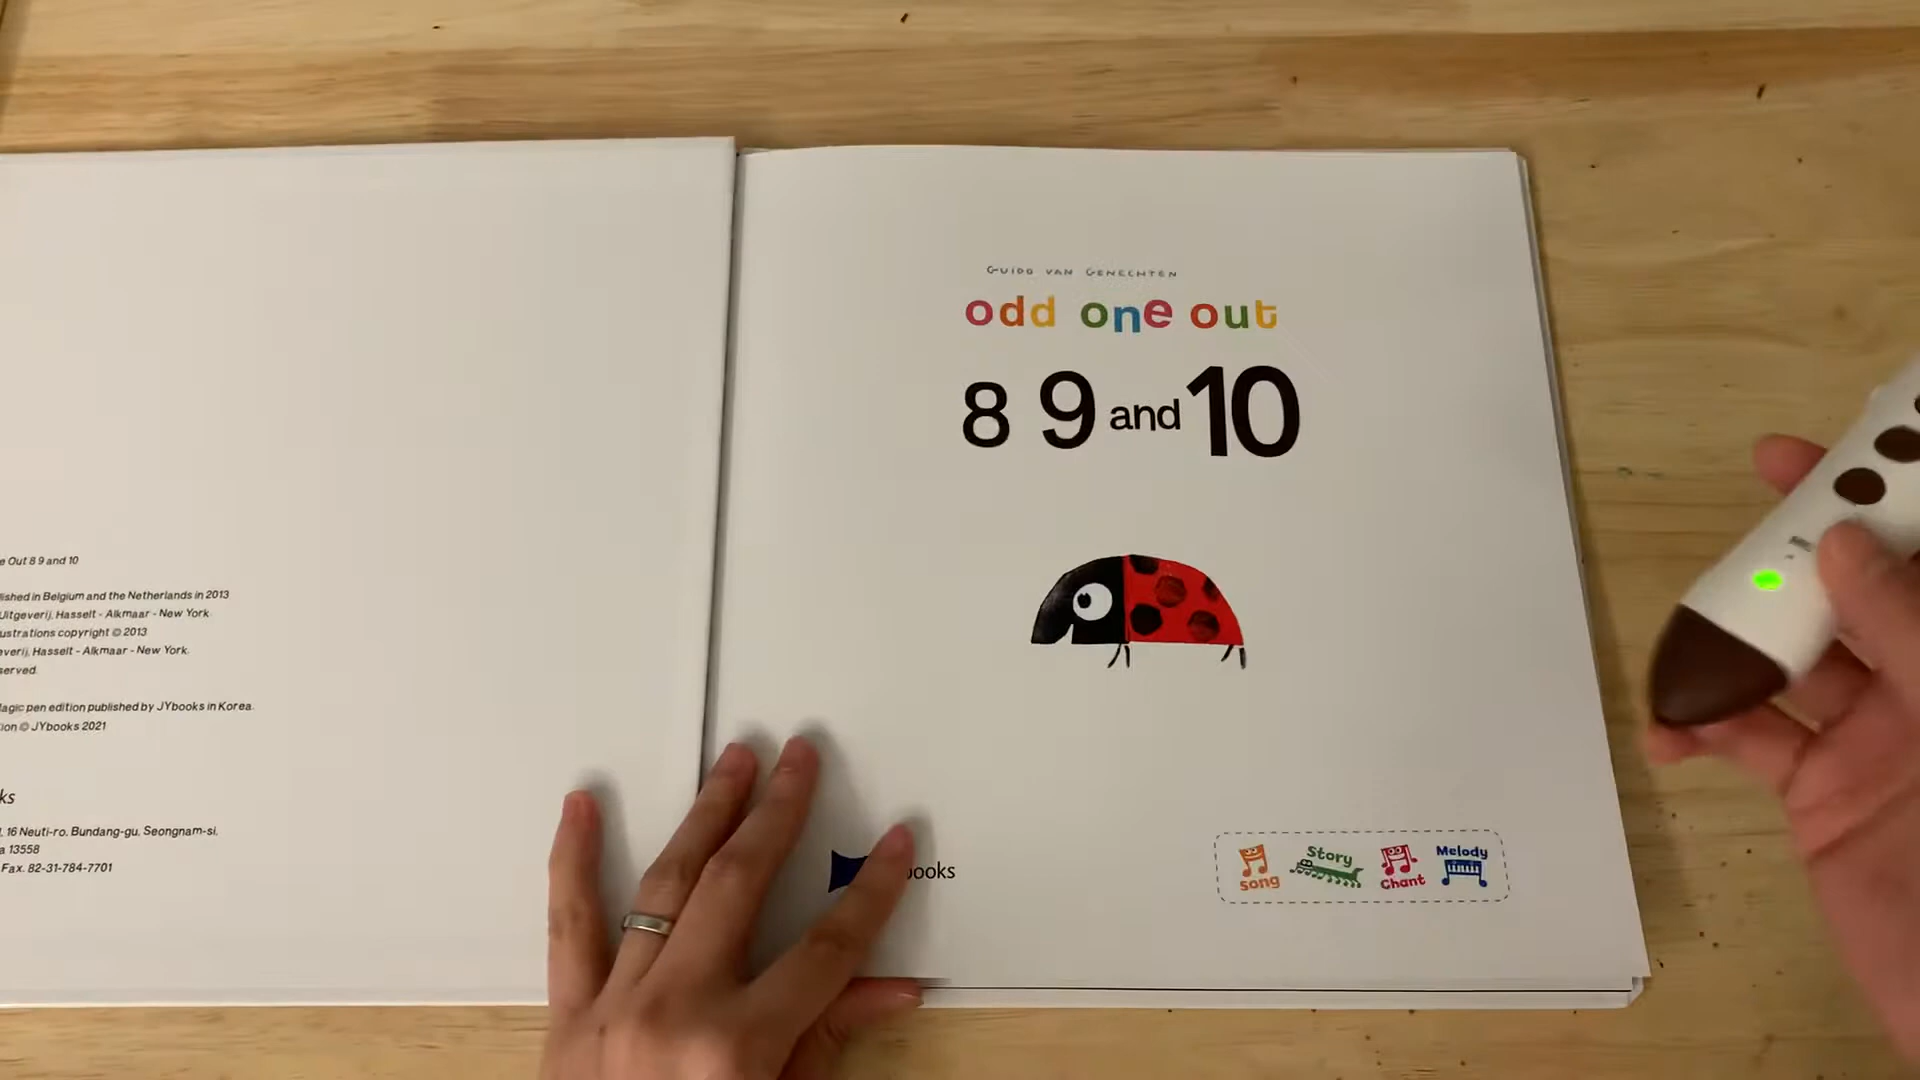 e Out 8 9 and 10
lished in Belgium and the Netherlands in 2013
Uitgeverij, Hasselt - Alkmaar - New York
ustrations copyright © 2013
everij, Hasselt - Alkmaar - New York.
served.
agic pen edition published by JYbooks in Korea.
ion © JYbooks 2021
ks
, 16 Neuti-ro, Bundang-gu, Seongnam-si,
a 13558
Fax. 82-31-784-7701
GUIDO VAN GENECHTEN
odd one out
8 9 and 10
books
Song Story Chant Melody